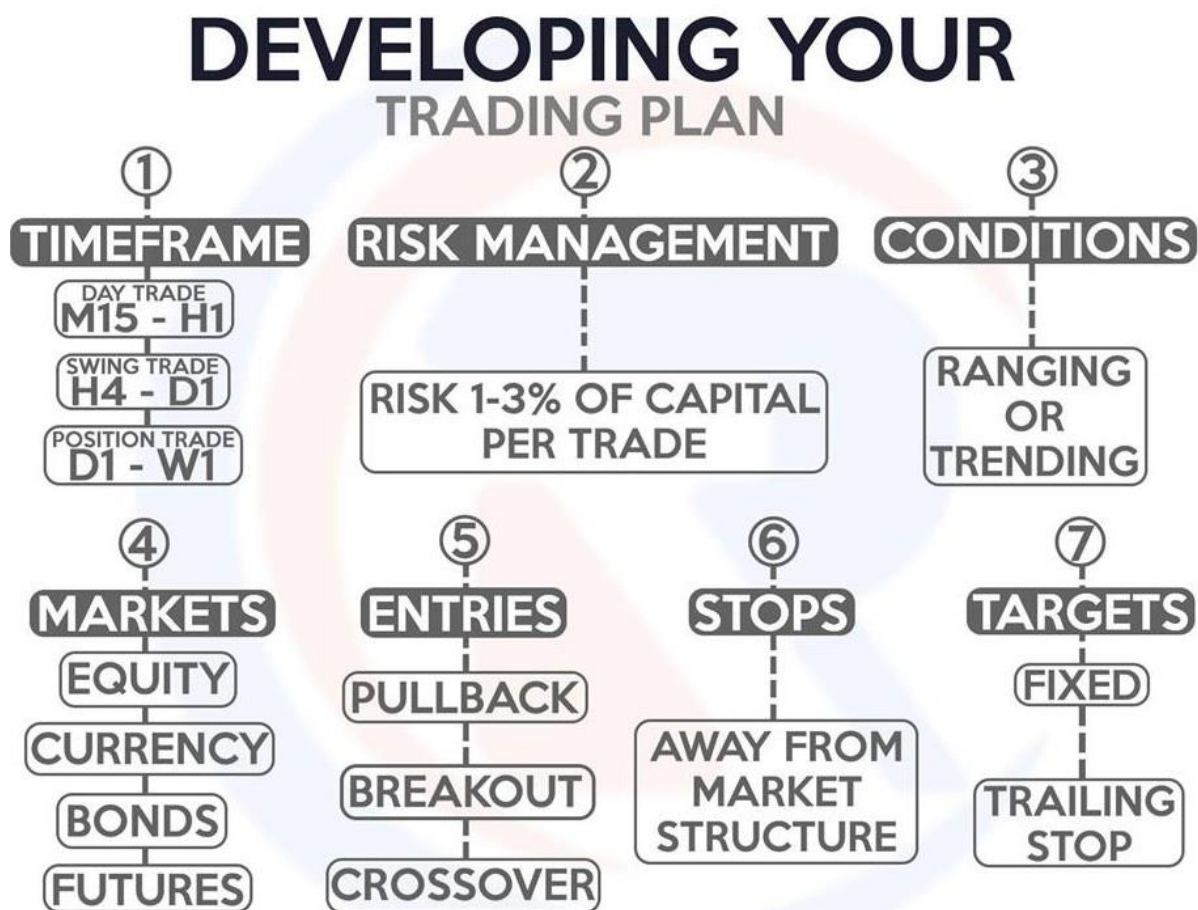 DEVELOPING YOUR
TRADING PLAN
1
TIMEFRAME
DAY TRADE
M15 - H1
SWING TRADE
H4 - D1
POSITION TRADE
D1 - W1
2
RISK MANAGEMENT
RISK 1-3% OF CAPITAL
PER TRADE
3
CONDITIONS
RANGING
OR
TRENDING
4
MARKETS
EQUITY
CURRENCY
BONDS
FUTURES
5
ENTRIES
PULLBACK
BREAKOUT
CROSSOVER
6
STOPS
AWAY FROM
MARKET
STRUCTURE
7
TARGETS
FIXED
TRAILING
STOP